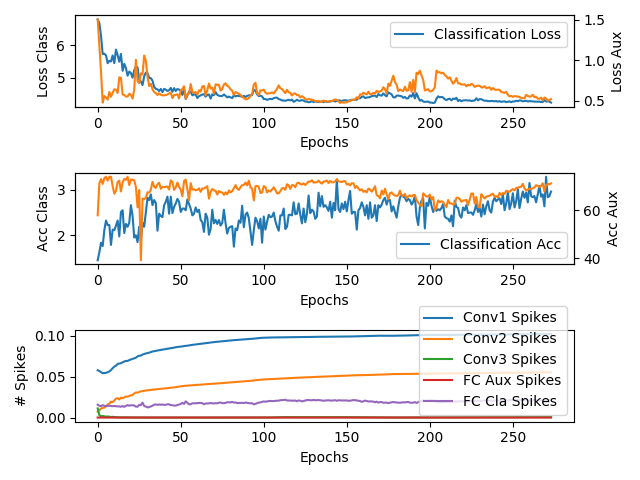 Loss Class
6
5
Classification Loss
1.5
1.0
0.5
Loss Aux
0 50 100 150 200 250
Epochs
Acc Class
3
2
Classification Acc
60
40
Acc Aux
0 50 100 150 200 250
Epochs
# Spikes
0.10
0.05
0.00
Conv1 Spikes
Conv2 Spikes
Conv3 Spikes
FC Aux Spikes
FC Cla Spikes
0 50 100 150 200 250
Epochs